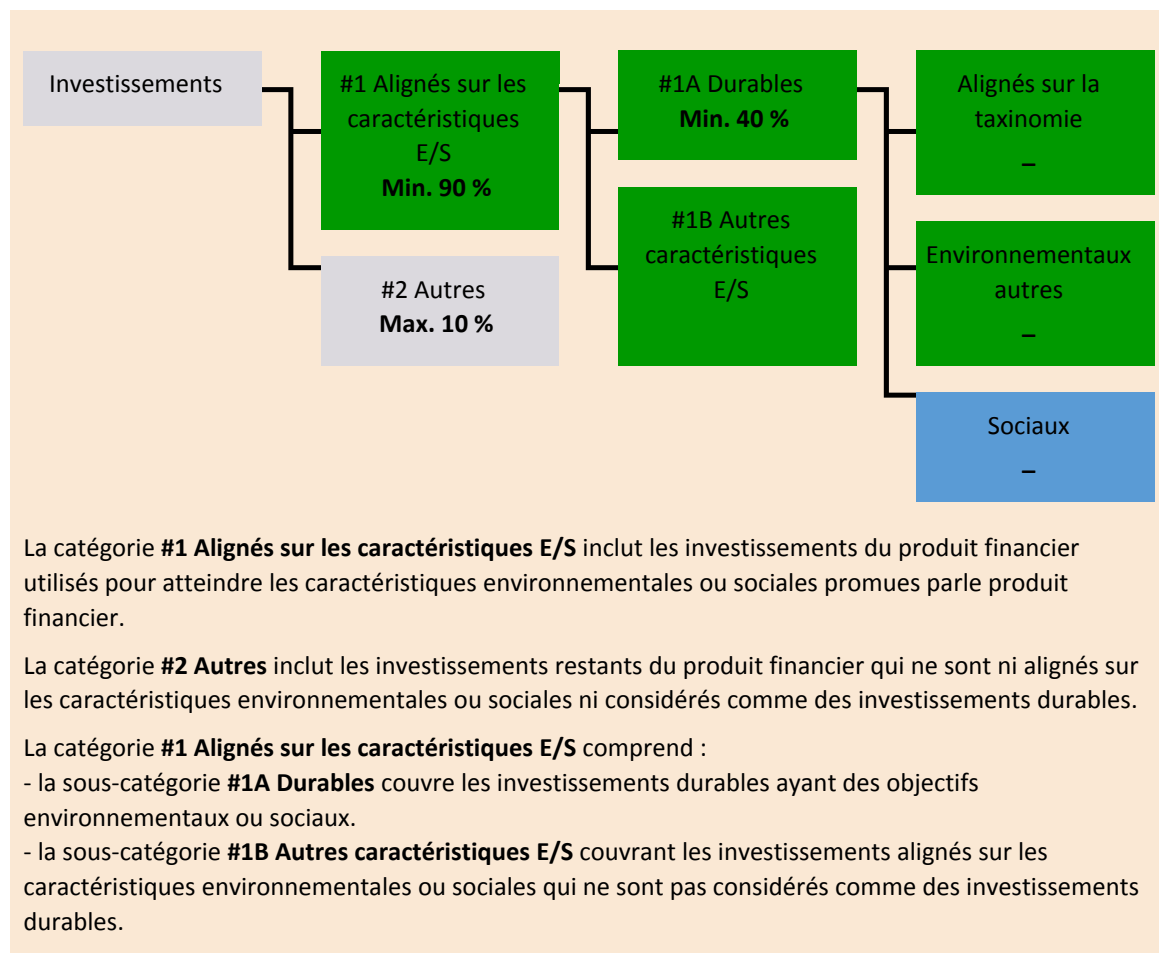 Investissements
#1 Alignés sur les
caractéristiques
E/S
Min. 90 %
#2 Autres
Max. 10 %
#1A Durables
Min. 40 %
#1B Autres
caractéristiques
E/S
Alignés sur la
taxinomie
–
Environnementaux
autres
–
Sociaux
–
La catégorie #1 Alignés sur les caractéristiques E/S inclut les investissements du produit financier
utilisés pour atteindre les caractéristiques environnementales ou sociales promues parle produit
financier.
La catégorie #2 Autres inclut les investissements restants du produit financier qui ne sont ni alignés sur
les caractéristiques environnementales ou sociales ni considérés comme des investissements durables.
La catégorie #1 Alignés sur les caractéristiques E/S comprend :
- la sous-catégorie #1A Durables couvre les investissements durables ayant des objectifs
environnementaux ou sociaux.
- la sous-catégorie #1B Autres caractéristiques E/S couvrant les investissements alignés sur les
caractéristiques environnementales ou sociales qui ne sont pas considérés comme des investissements
durables.